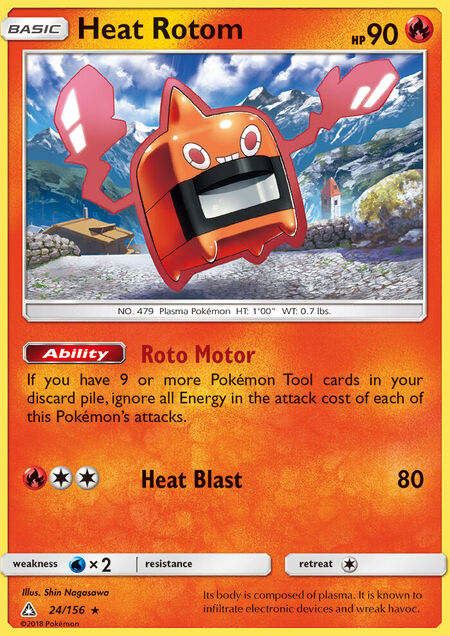 BASIC Heat Rotom HP 90
NO. 479 Plasma Pokémon HT: 1'00" WT: 0.7 lbs.
Ability Roto Motor
If you have 9 or more Pokémon Tool cards in your
discard pile, ignore all Energy in the attack cost of each of
this Pokémon's attacks.
Heat Blast 80
weakness ×2 resistance retreat
Illus. Shin Nagasawa
24/156 ★
©2018 Pokémon
Its body is composed of plasma. It is known to
infiltrate electronic devices and wreak havoc.